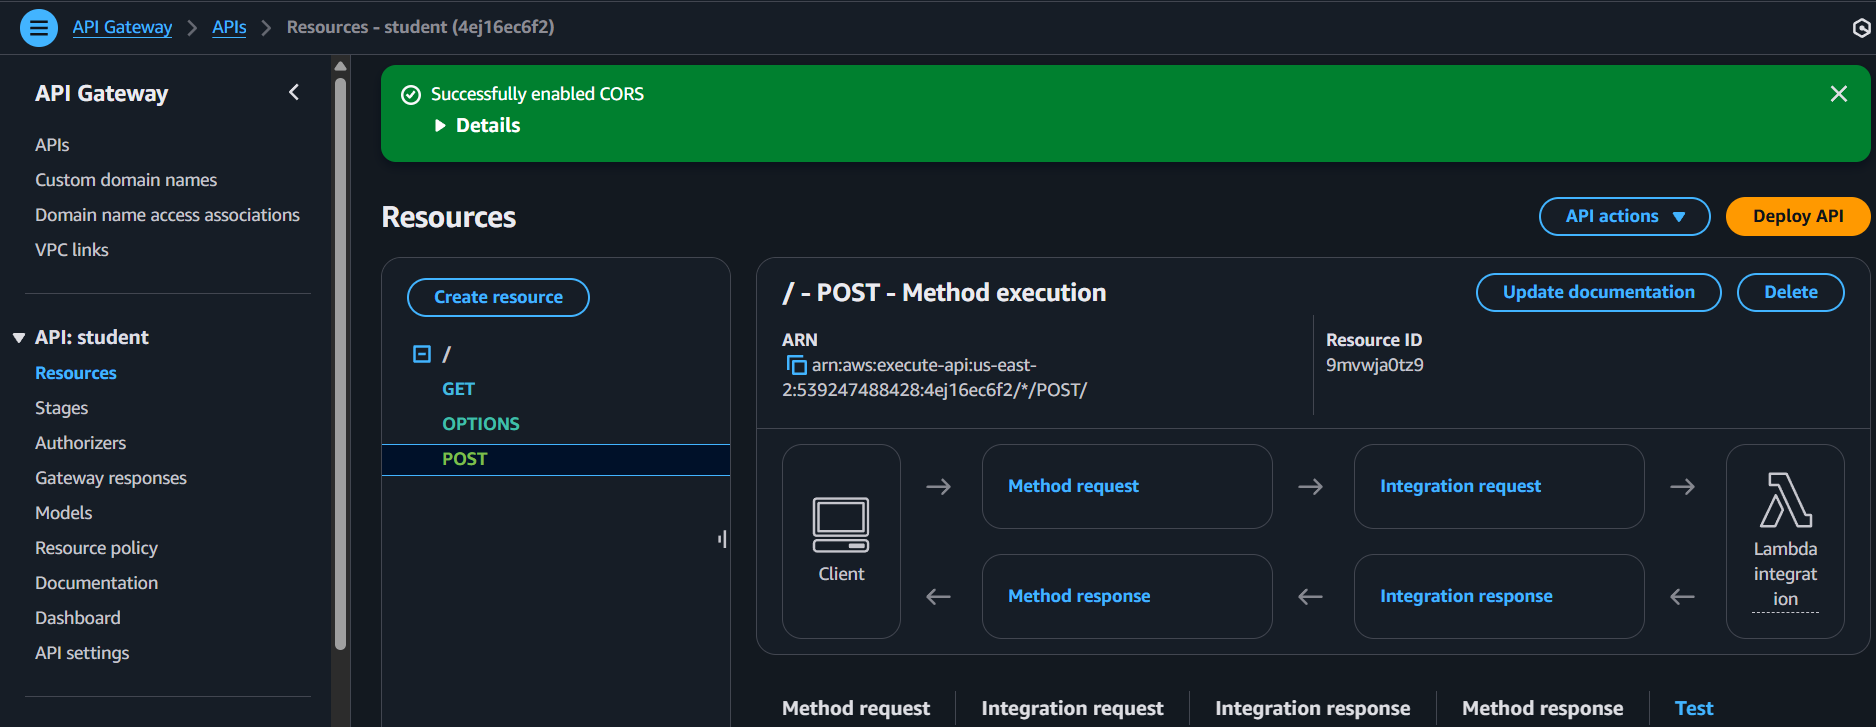 API Gateway > APIs > Resources - student (4ej16ec6f2)
API Gateway
APIs
Custom domain names
Domain name access associations
VPC links
API: student
Resources
Stages
Authorizers
Gateway responses
Models
Resource policy
Documentation
Dashboard
API settings
Successfully enabled CORS
Details
Resources
API actions
Deploy API
Create resource
/
GET
OPTIONS
POST
/ - POST - Method execution
Update documentation
Delete
ARN
arn:aws:execute-api:us-east-
2:539247488428:4ej16ec6f2/*/POST/
Resource ID
9mvwja0tz9
Client
Method request
Integration request
Method response
Integration response
Lambda
integrat
ion
Method request
Integration request
Integration response
Method response
Test